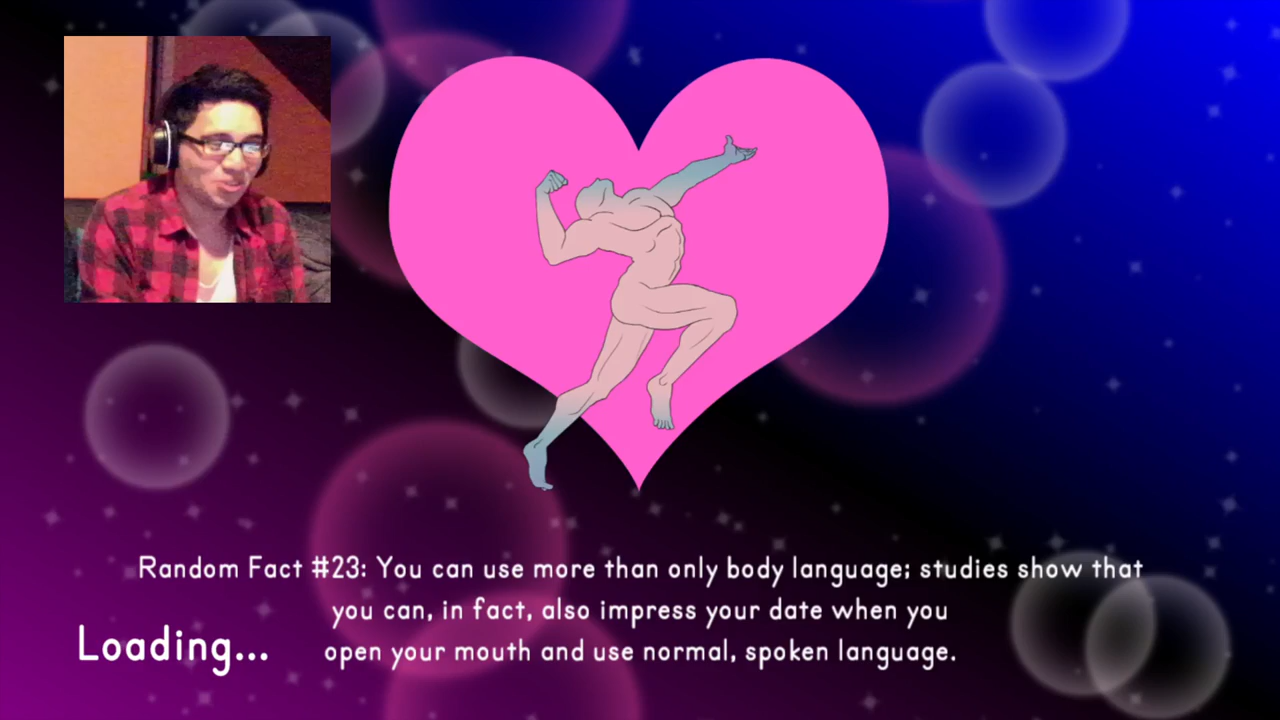 Random Fact #23: You can use more than only body language; studies show that
you can, in fact, also impress your date when you
open your mouth and use normal, spoken language.
Loading...